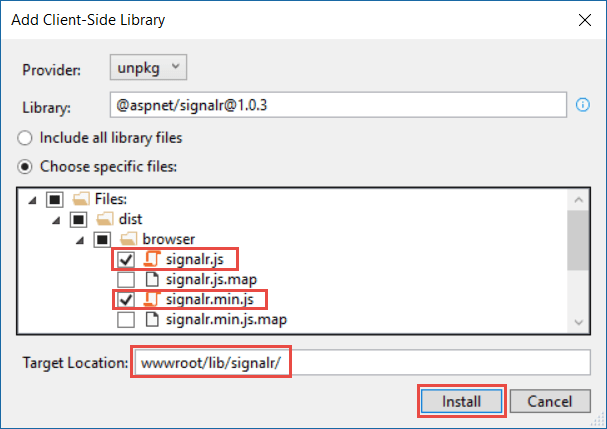 Add Client-Side Library
Provider: unpkg
Library: @aspnet/signalr@1.0.3
Include all library files
Choose specific files:
Files:
dist
browser
signalr.js
signalr.js.map
signalr.min.js
signalr.min.js.map
Target Location: wwwroot/lib/signalr/
Install Cancel